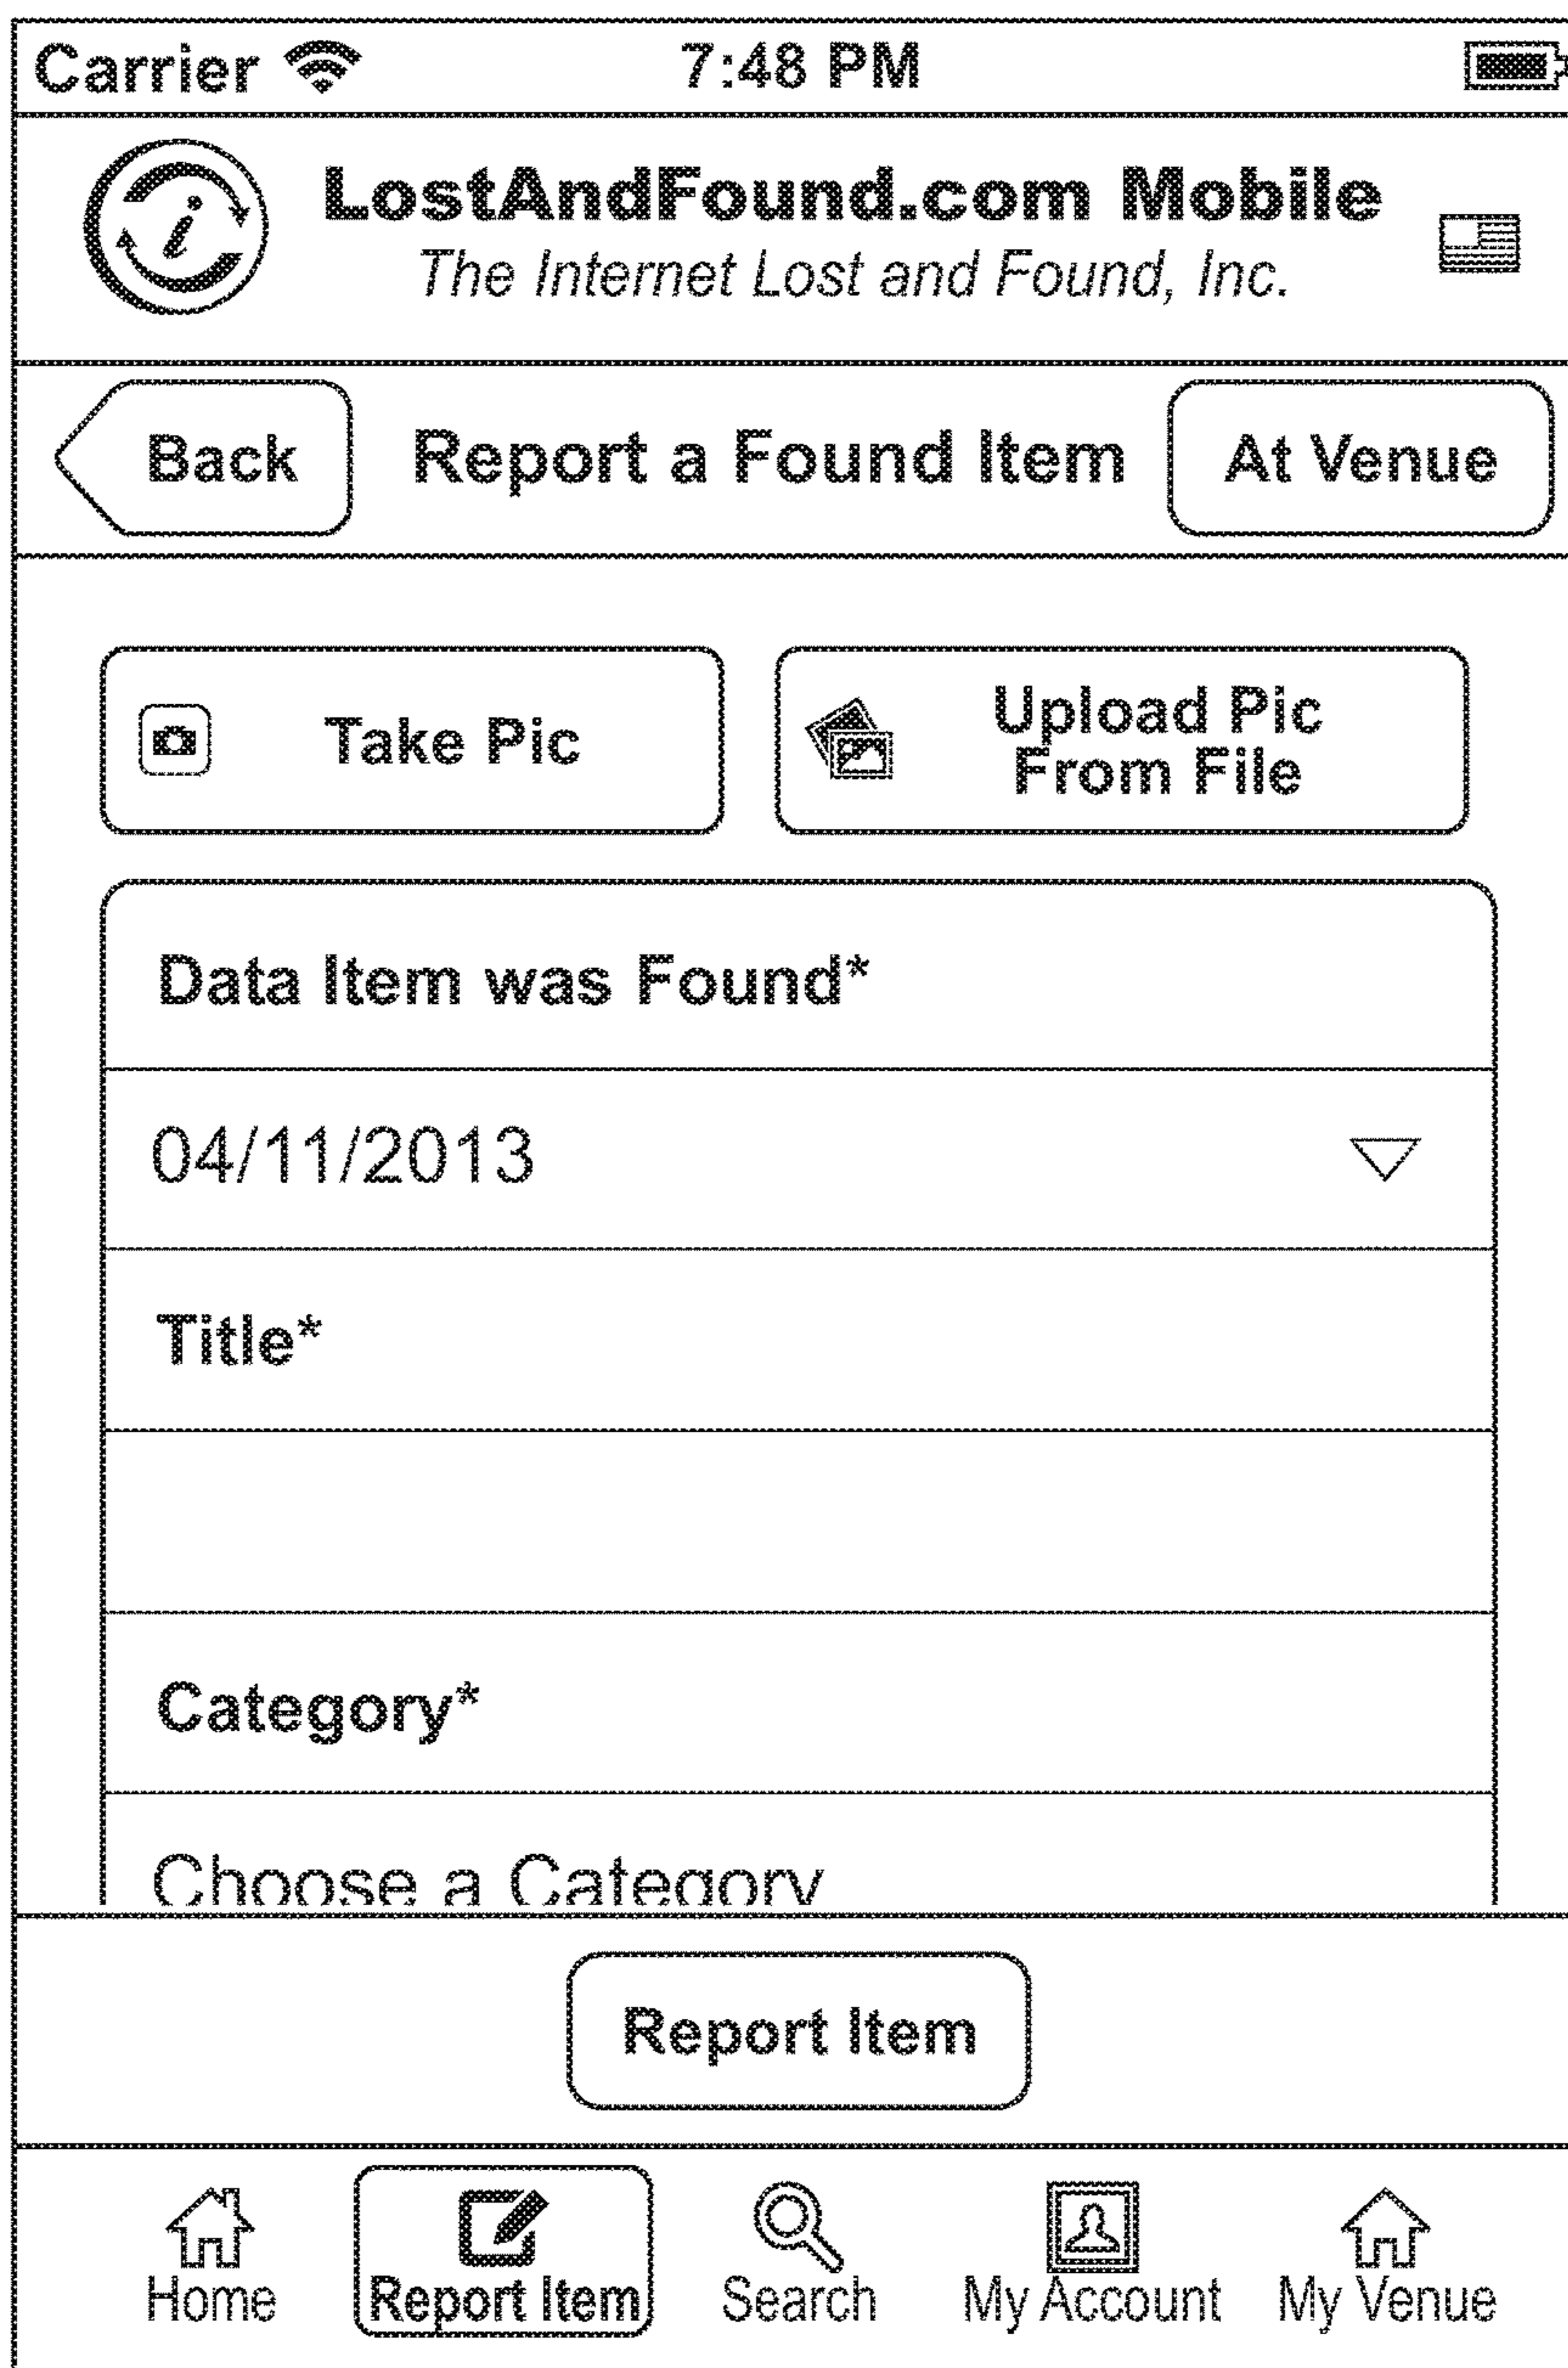 Carrier 7:48 PM
LostAndFound.com Mobile
The Internet Lost and Found, Inc.
Back Report a Found Item At Venue
Take Pic
Upload Pic
From File
Data Item was Found*
04/11/2013
Title*
Category*
Choose a Category
Report Item
Home Report Item Search My Account My Venue